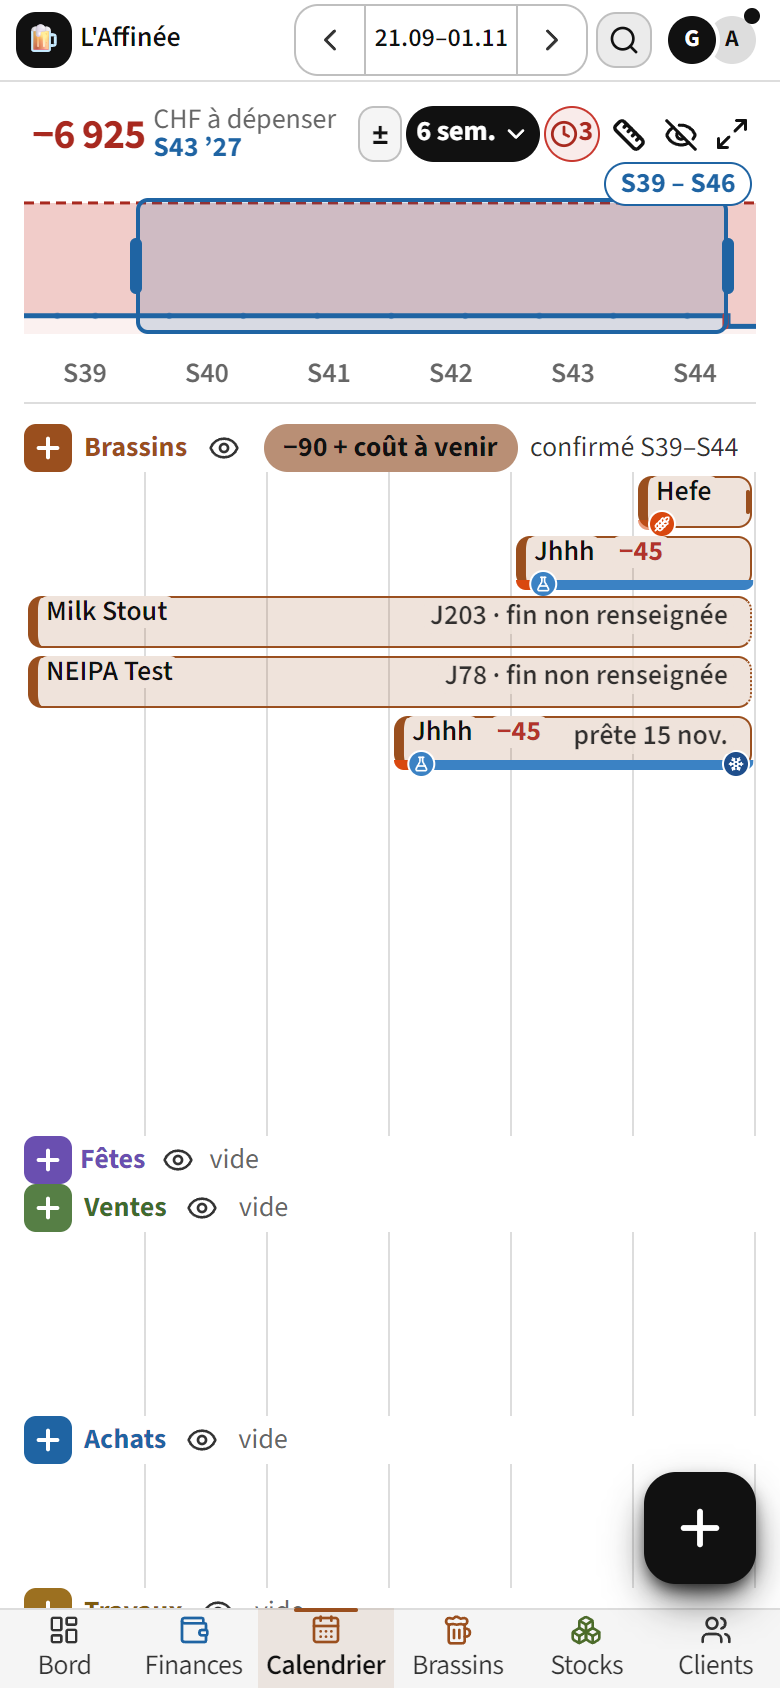 L'Affinée
21.09–01.11
G
A
−6 925 CHF à dépenser
S43 ’27
±
6 sem.
3
S39 – S46
S39 S40 S41 S42 S43 S44
Brassins
−90 + coût à venir
confirmé S39–S44
Hefe
Jhhh −45
Milk Stout J203 · fin non renseignée
NEIPA Test J78 · fin non renseignée
Jhhh −45 prête 15 nov.
Fêtes vide
Ventes vide
Achats vide
Travaux vide
Bord Finances Calendrier Brassins Stocks Clients